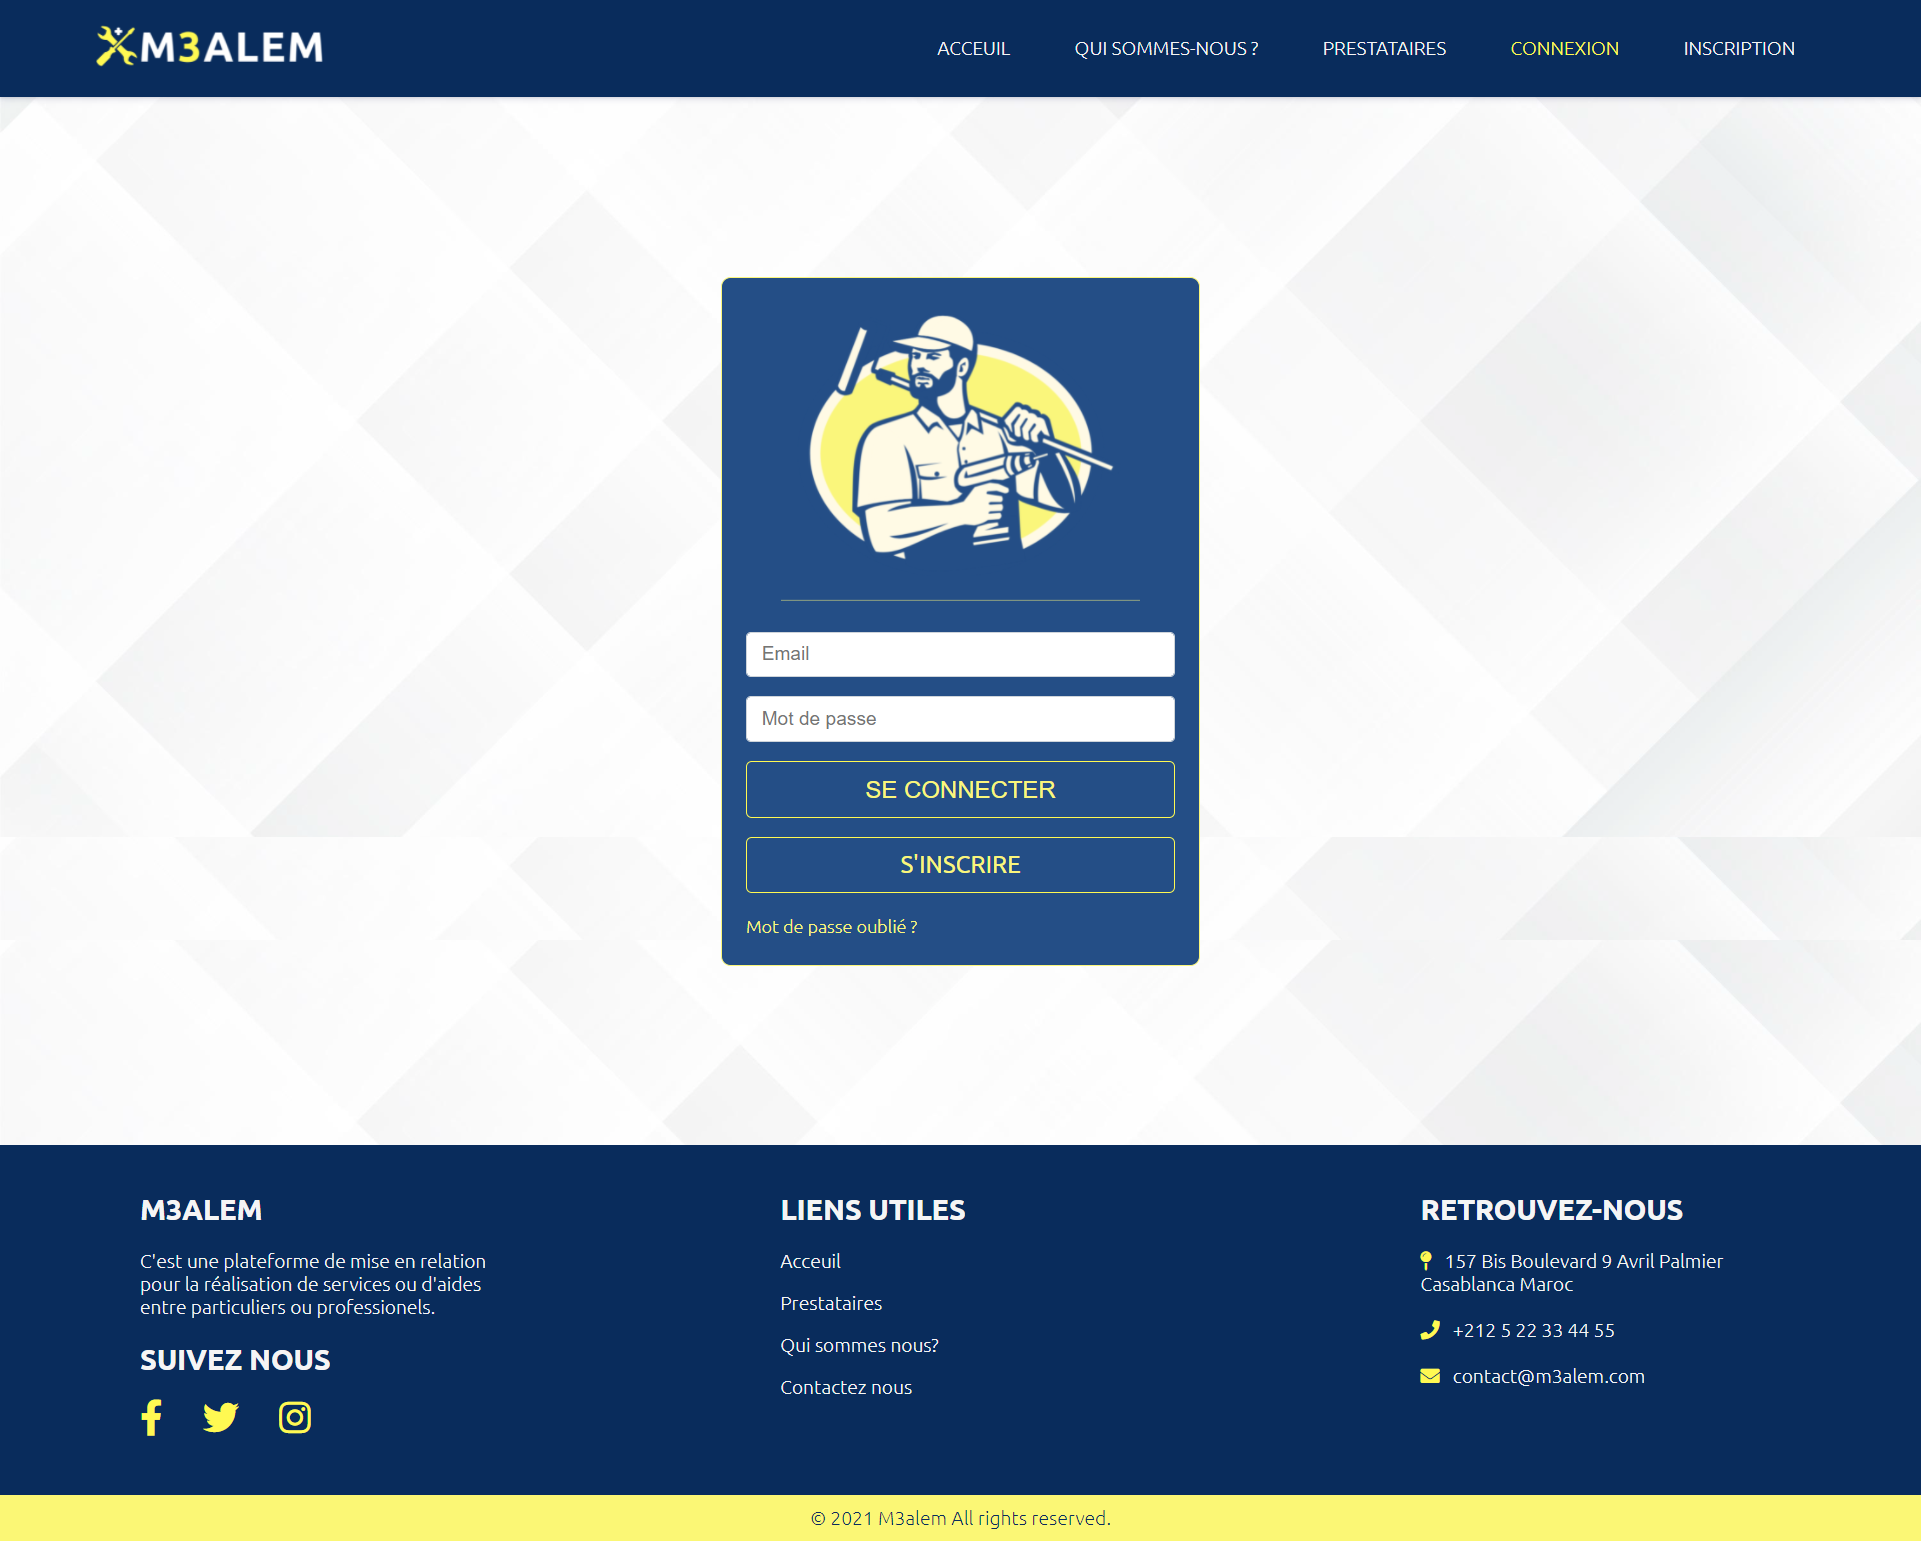 M3ALEM
ACCEUIL
QUI SOMMES-NOUS ?
PRESTATAIRES
CONNEXION
INSCRIPTION
Email
Mot de passe
SE CONNECTER
S'INSCRIRE
Mot de passe oublié ?
M3ALEM
C'est une plateforme de mise en relation
pour la réalisation de services ou d'aides
entre particuliers ou professionels.
SUIVEZ NOUS
LIENS UTILES
Acceuil
Prestataires
Qui sommes nous?
Contactez nous
RETROUVEZ-NOUS
157 Bis Boulevard 9 Avril Palmier
Casablanca Maroc
+212 5 22 33 44 55
contact@m3alem.com
© 2021 M3alem All rights reserved.